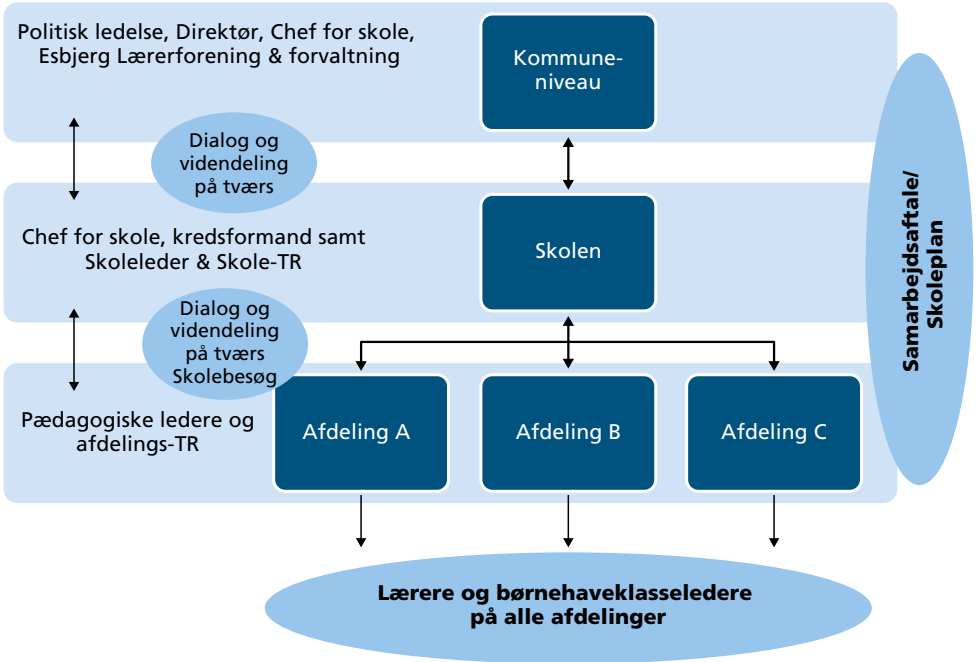 Politisk ledelse, Direktør, Chef for skole,
Esbjerg Lærerforening & forvaltning
Kommune-
niveau
Dialog og
videndeling
på tværs
Chef for skole, kredsformand samt
Skoleleder & Skole-TR
Skolen
Dialog og
videndeling
på tværs
Skolebesøg
Pædagogiske ledere og
afdelings-TR
Afdeling A
Afdeling B
Afdeling C
Samarbejdsaftale/
Skoleplan
Lærere og børnehaveklasseledere
på alle afdelinger